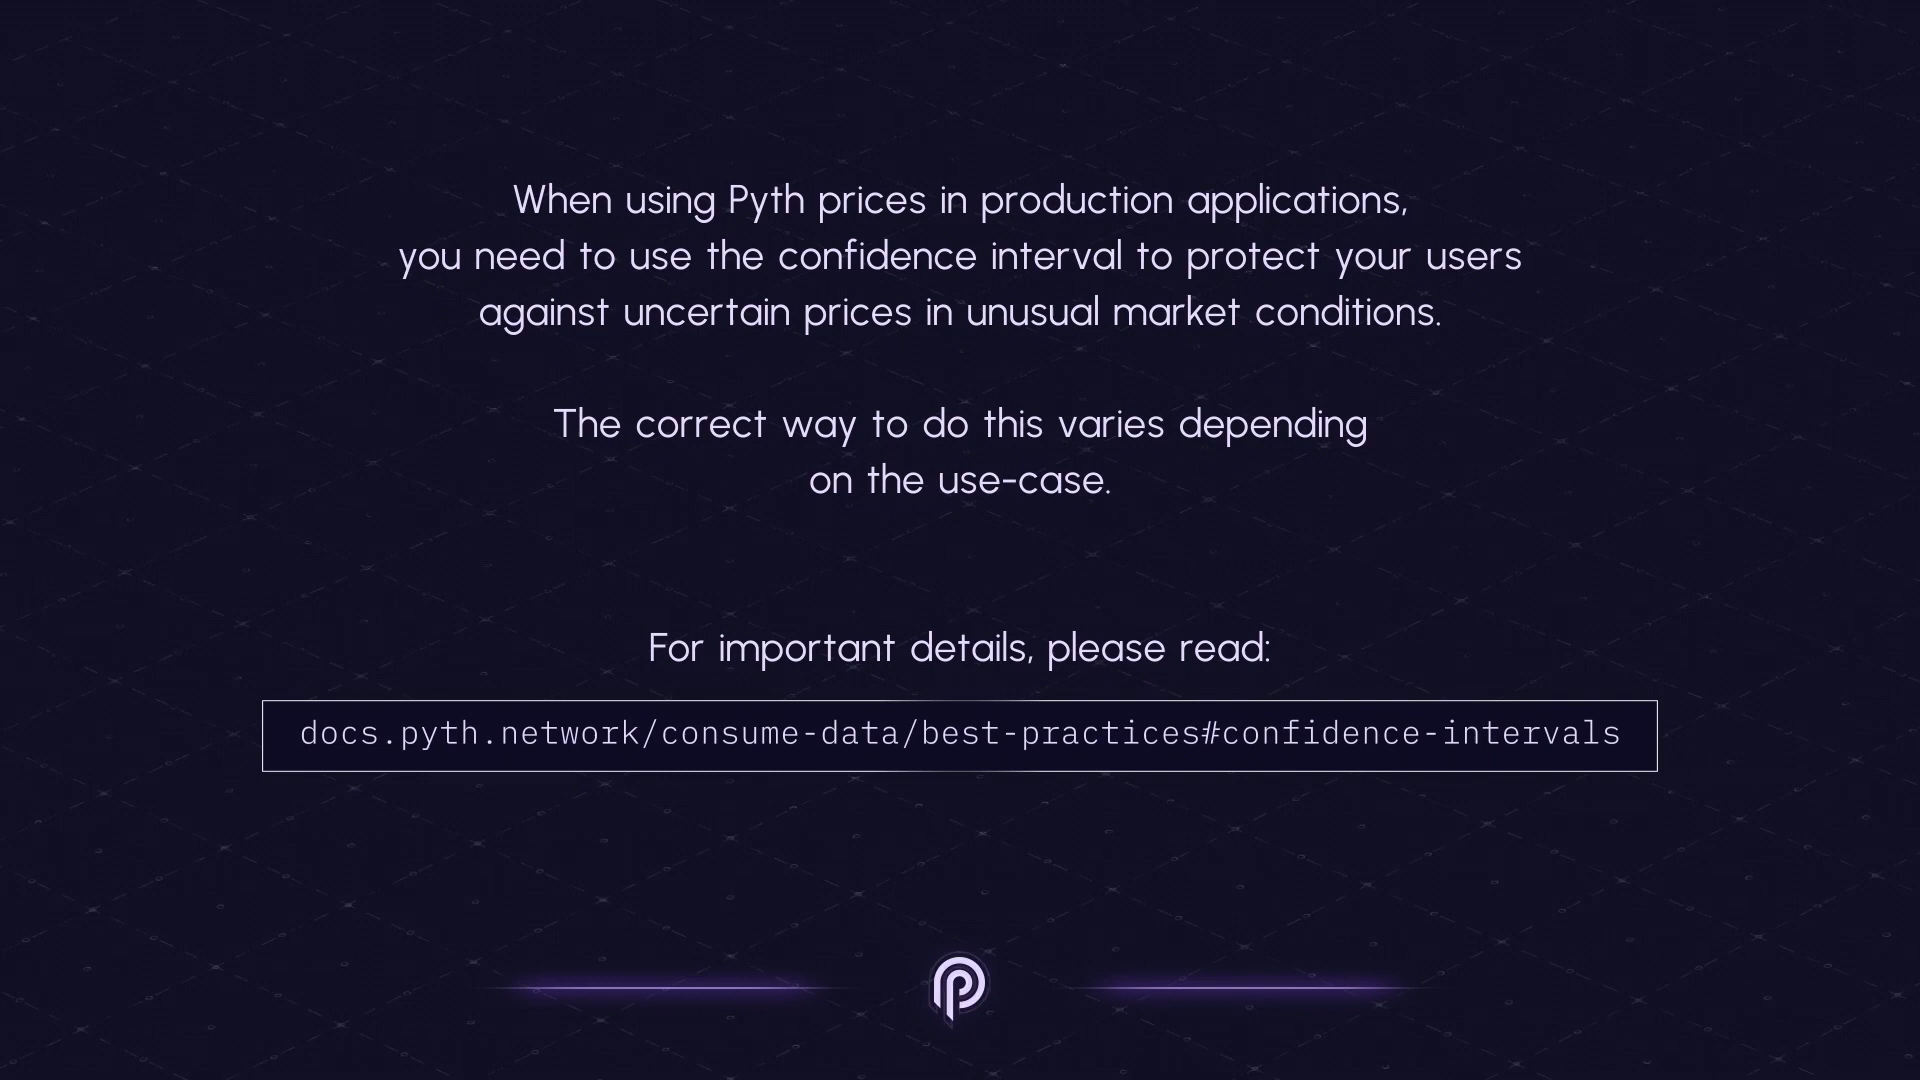 When using Pyth prices in production applications,
you need to use the confidence interval to protect your users
against uncertain prices in unusual market conditions.
The correct way to do this varies depending
on the use-case.
For important details, please read:
docs.pyth.network/consume-data/best-practices#confidence-intervals